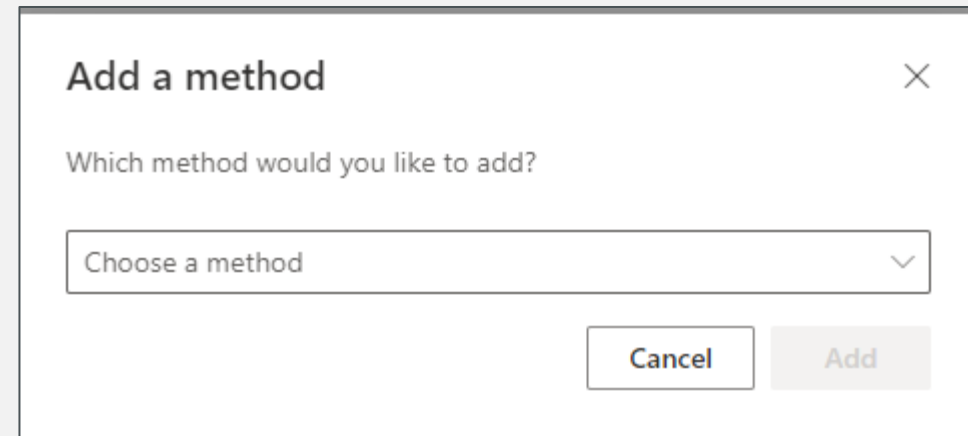 Add a method
Which method would you like to add?
Choose a method
Cancel Add